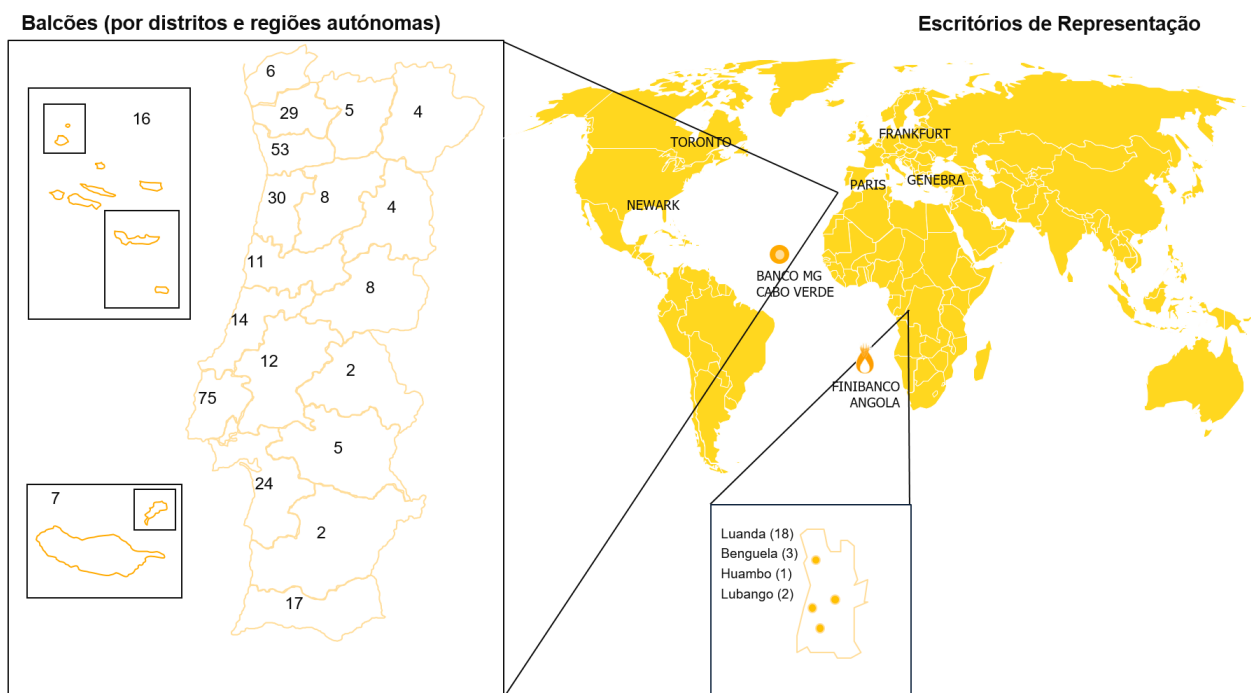 Balcões (por distritos e regiões autónomas)
Escritórios de Representação
6
29
5
4
16
53
30
8
4
11
8
14
12
2
75
5
24
7
2
17
TORONTO
FRANKFURT
PARIS
GENEBRA
NEWARK
BANCO MG
CABO VERDE
FINIBANCO
ANGOLA
Luanda (18)
Benguela (3)
Huambo (1)
Lubango (2)